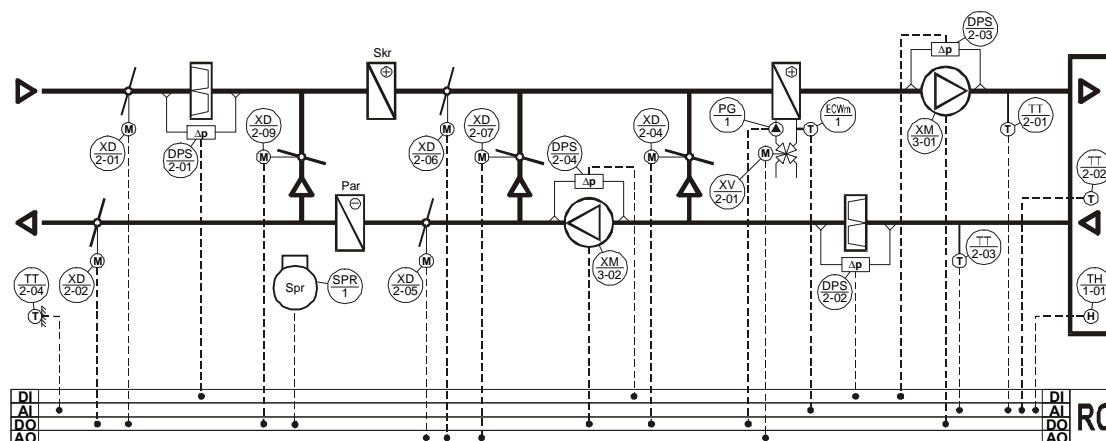 DPS
2-03
Δp
Skr
XD
2-01
M
DPS
2-01
Δp
XD
2-09
M
XD
2-06
M
XD
2-07
M
DPS
2-04
Δp
XD
2-04
M
PG
1
ECWm
1
T
XV
2-01
M
XM
3-01
TT
2-01
T
TT
2-02
T
Par
TT
2-04
T
XD
2-02
M
Spr
SPR
1
XD
2-05
M
XM
3-02
DPS
2-02
Δp
TT
2-03
T
TH
1-01
H
DI
AI
DO
AO
DI
AI
DO
AO